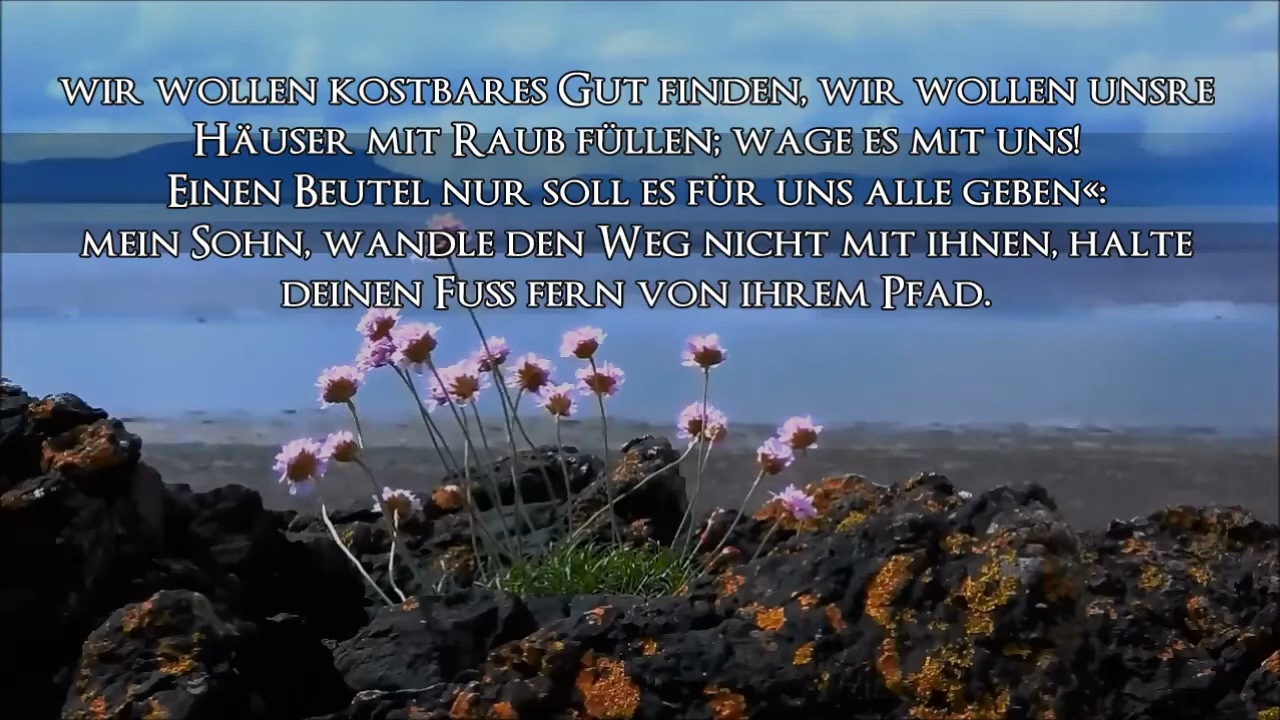 wir wollen kostbares Gut finden, wir wollen unsre
Häuser mit Raub füllen; wage es mit uns!
Einen Beutel nur soll es für uns alle geben«:
mein Sohn, wandle den Weg nicht mit ihnen, halte
deinen Fuss fern von ihrem Pfad.